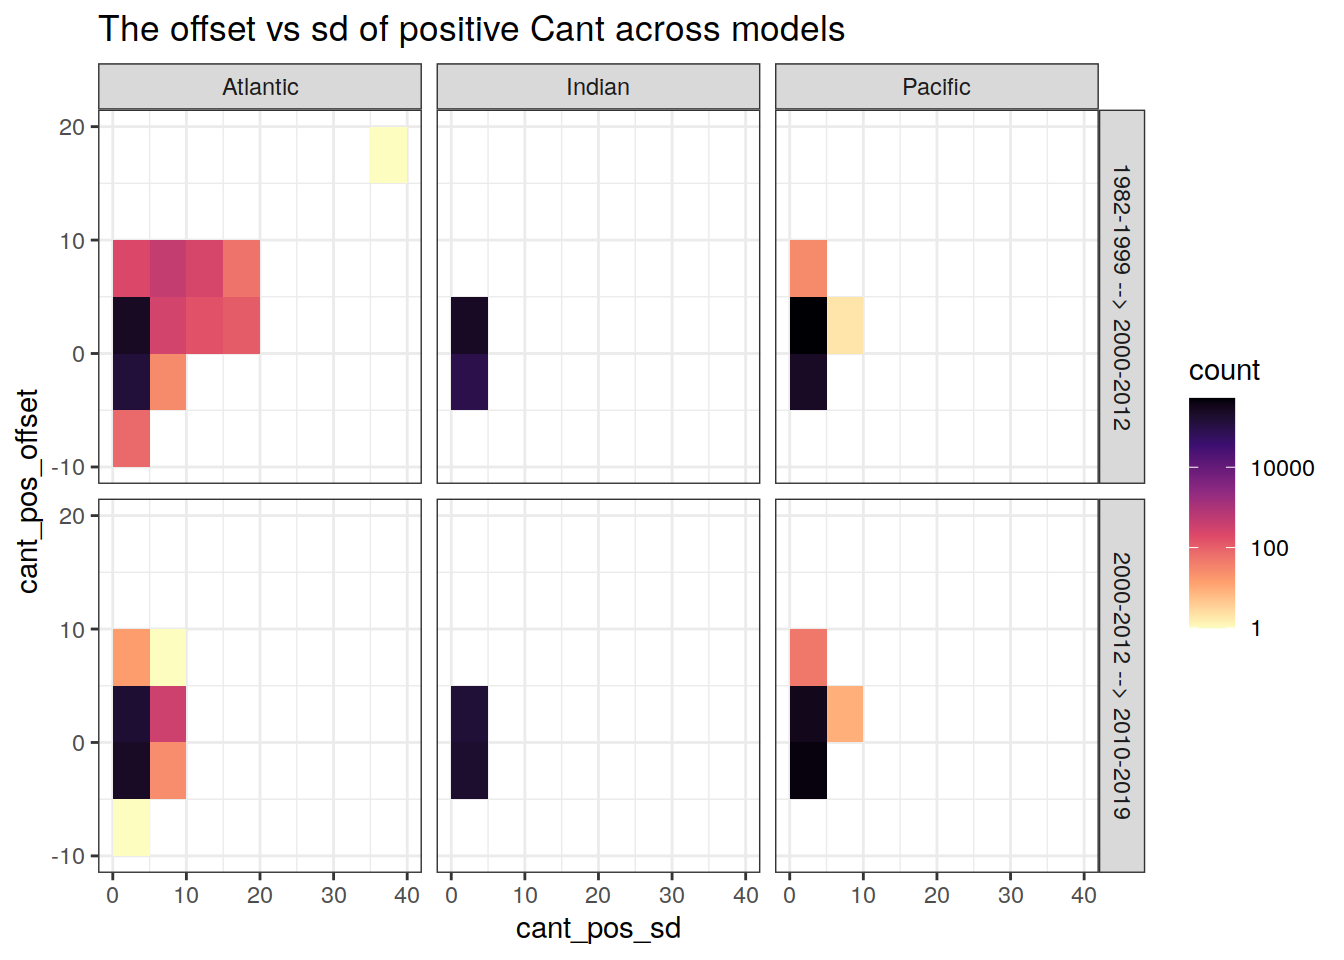 The offset vs sd of positive Cant across models
Atlantic
Indian
Pacific
20
10
0
-10
1982-1999 --> 2000-2012
20
10
0
-10
2000-2012 --> 2010-2019
0 10 20 30 40
0 10 20 30 40
0 10 20 30 40
cant_pos_sd
cant_pos_offset
count
10000
100
1